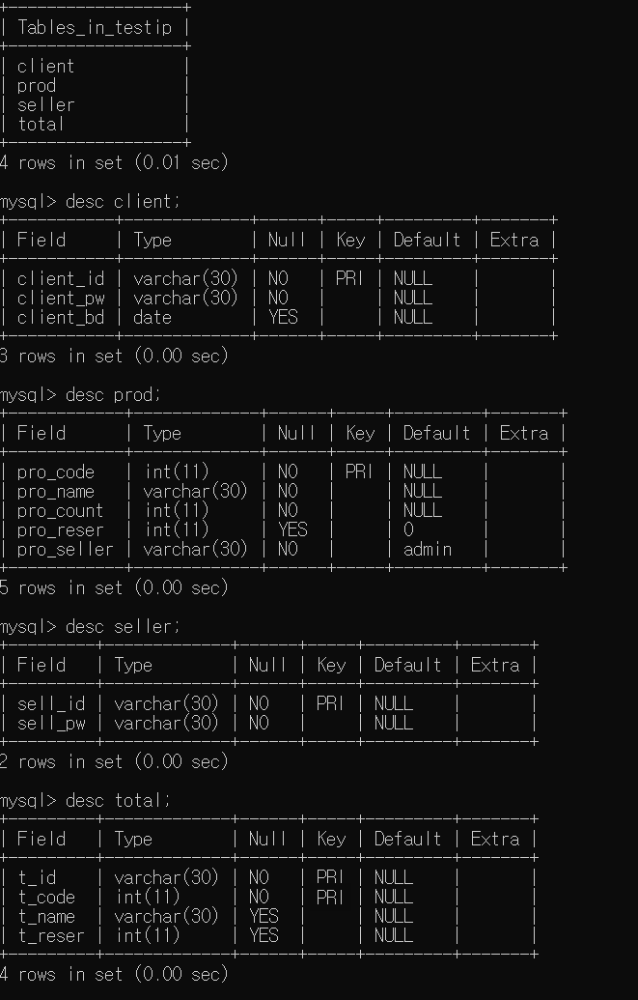 +------------------+
| Tables_in_testip |
+------------------+
| client           |
| prod             |
| seller           |
| total            |
+------------------+
4 rows in set (0.01 sec)

mysql> desc client;
+-----------+-------------+------+-----+---------+-------+
| Field     | Type        | Null | Key | Default | Extra |
+-----------+-------------+------+-----+---------+-------+
| client_id | varchar(30) | NO   | PRI | NULL    |       |
| client_pw | varchar(30) | NO   |     | NULL    |       |
| client_bd | date        | YES  |     | NULL    |       |
+-----------+-------------+------+-----+---------+-------+
3 rows in set (0.00 sec)

mysql> desc prod;
+------------+-------------+------+-----+---------+-------+
| Field      | Type        | Null | Key | Default | Extra |
+------------+-------------+------+-----+---------+-------+
| pro_code   | int(11)     | NO   | PRI | NULL    |       |
| pro_name   | varchar(30) | NO   |     | NULL    |       |
| pro_count  | int(11)     | NO   |     | NULL    |       |
| pro_reser  | int(11)     | YES  |     | 0       |       |
| pro_seller | varchar(30) | NO   |     | admin   |       |
+------------+-------------+------+-----+---------+-------+
5 rows in set (0.00 sec)

mysql> desc seller;
+---------+-------------+------+-----+---------+-------+
| Field   | Type        | Null | Key | Default | Extra |
+---------+-------------+------+-----+---------+-------+
| sell_id | varchar(30) | NO   | PRI | NULL    |       |
| sell_pw | varchar(30) | NO   |     | NULL    |       |
+---------+-------------+------+-----+---------+-------+
2 rows in set (0.00 sec)

mysql> desc total;
+---------+-------------+------+-----+---------+-------+
| Field   | Type        | Null | Key | Default | Extra |
+---------+-------------+------+-----+---------+-------+
| t_id    | varchar(30) | NO   | PRI | NULL    |       |
| t_code  | int(11)     | NO   | PRI | NULL    |       |
| t_name  | varchar(30) | YES  |     | NULL    |       |
| t_reser | int(11)     | YES  |     | NULL    |       |
+---------+-------------+------+-----+---------+-------+
4 rows in set (0.00 sec)